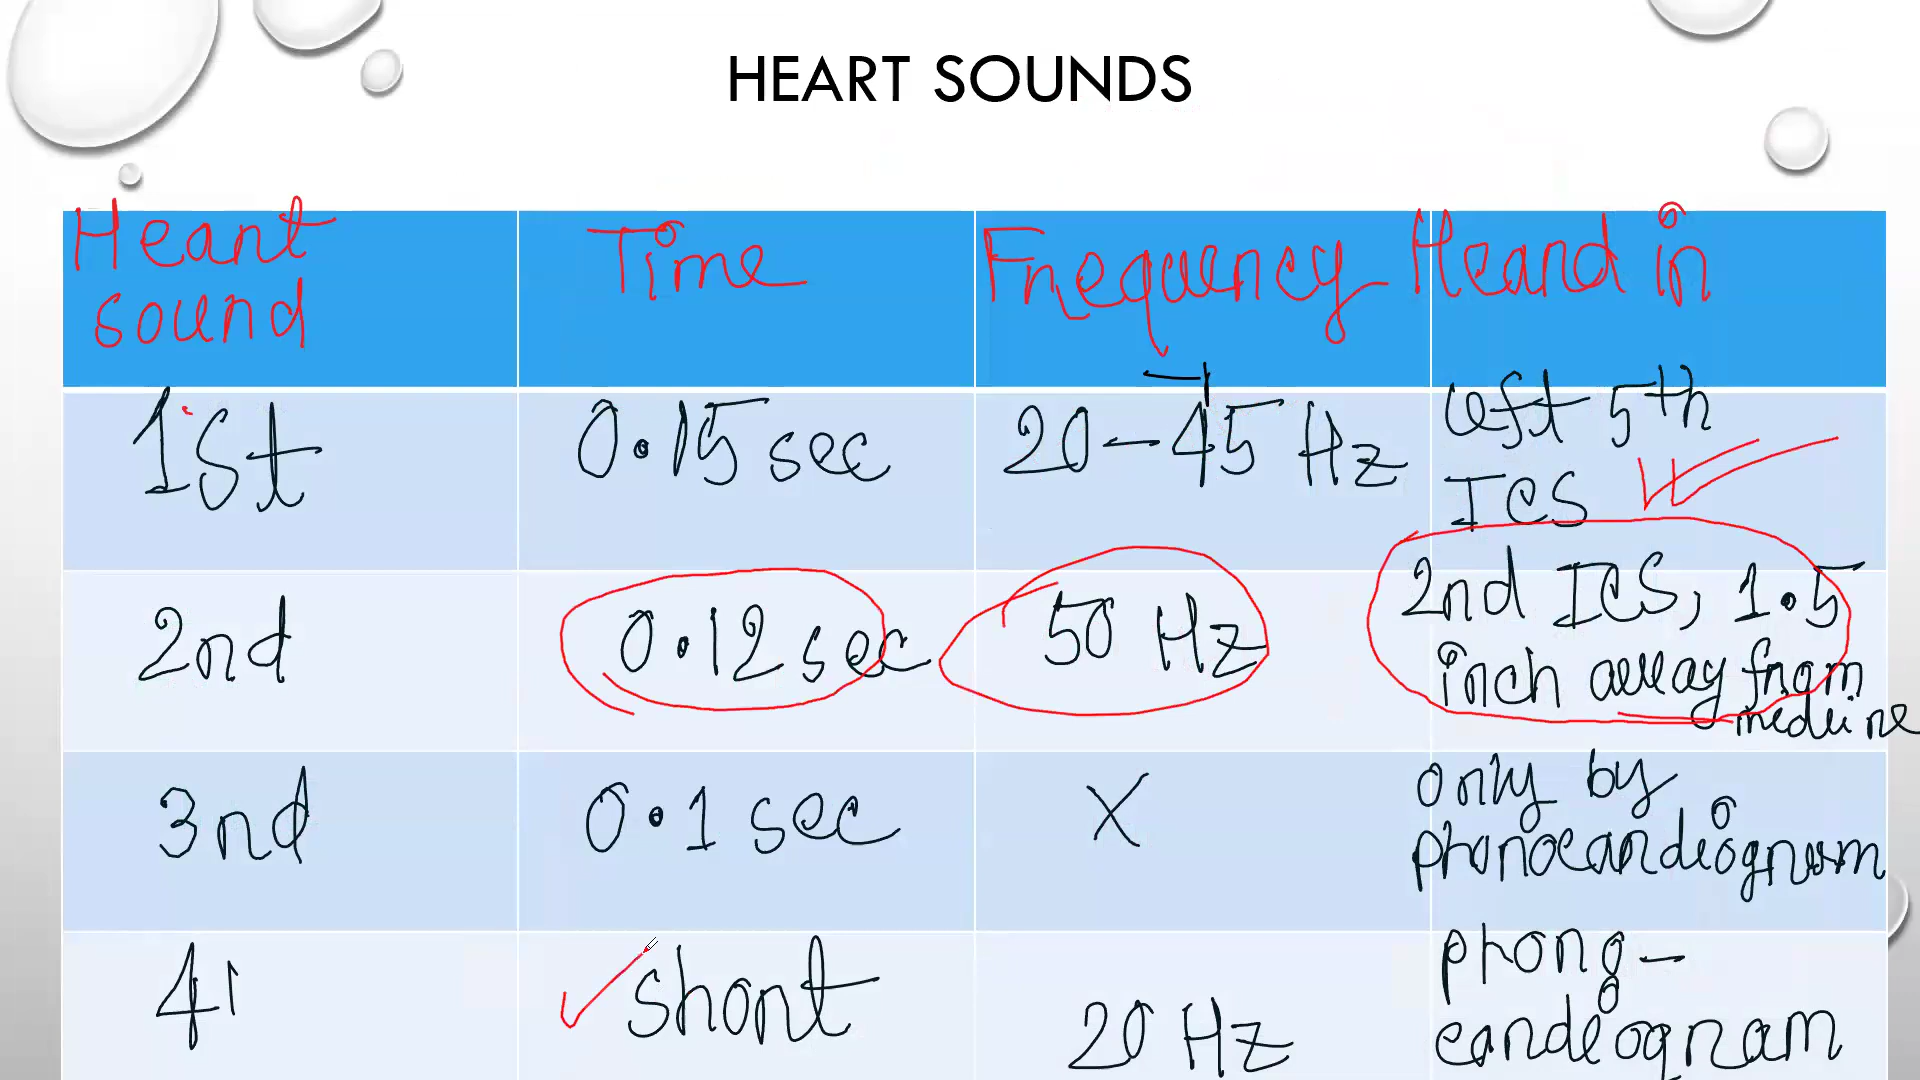 HEART SOUNDS
Heart sound
Time
Frequency
Heard in
1st
0.15 sec
20-45 Hz
left 5th
ICS
2nd
0.12 sec
50 Hz
2nd ICS, 1.5
inch away from
3rd
0.1 sec
X
only by
phonocardiogram
short
20 Hz
phono-
cardiogram